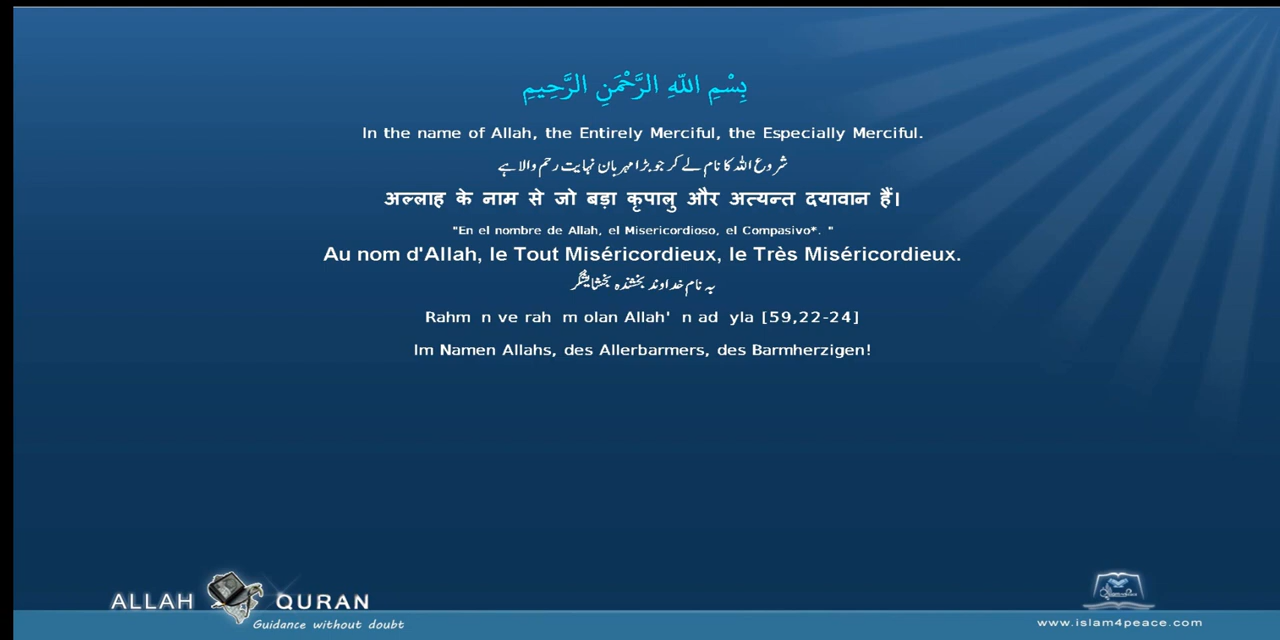 بِسْمِ اللّٰهِ الرَّحْمَنِ الرَّحِيمِ
In the name of Allah, the Entirely Merciful, the Especially Merciful.
شروع اللہ کا نام لے کر جو بڑا مہربان نہایت رحم والا ہے
अल्लाह के नाम से जो बड़ा कृपालु और अत्यन्त दयावान हैं।
"En el nombre de Allah, el Misericordioso, el Compasivo*. "
Au nom d'Allah, le Tout Miséricordieux, le Très Miséricordieux.
به نام خداوند بخشنده بخشایشگر
Rahm n ve rah m olan Allah' n ad yla [59,22-24]
Im Namen Allahs, des Allerbarmers, des Barmherzigen!
ALLAH QURAN
Guidance without doubt
www.islam4peace.com